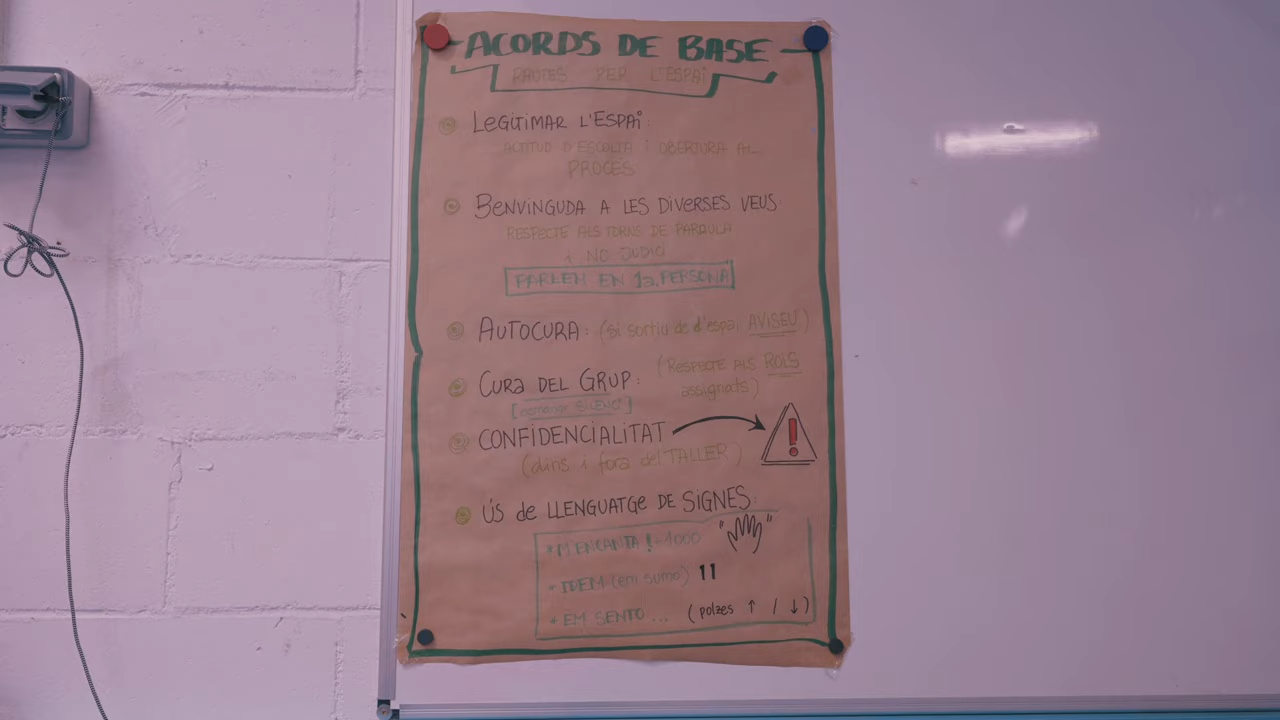 ACORDS DE BASE
PAUTES PER L'ESPAI
LEGITIMAR L'ESPAI:
ACTITUD D'ESCOLTA I OBERTURA AL
PROCÉS
BENVINGUDA A LES DIVERSES VEUS:
RESPECTE ALS TORNS DE PARAULA
i NO JUDICI
PARLEM EN 1a. PERSONA
AUTOCURA: (si sortiu de d'espai AVISEU)
CURA DEL GRUP: (RESPECTE ALS ROLS
assignats)
[demanar SILENCI]
CONFIDENCIALITAT
(dins i fora del TALLER)
ÚS de LLENGUATGE DE SIGNES:
* M'ENCANTA! - 1000
* IDEM (em sumo) 11
* EM SENTO... (polzes ↑ / ↓)